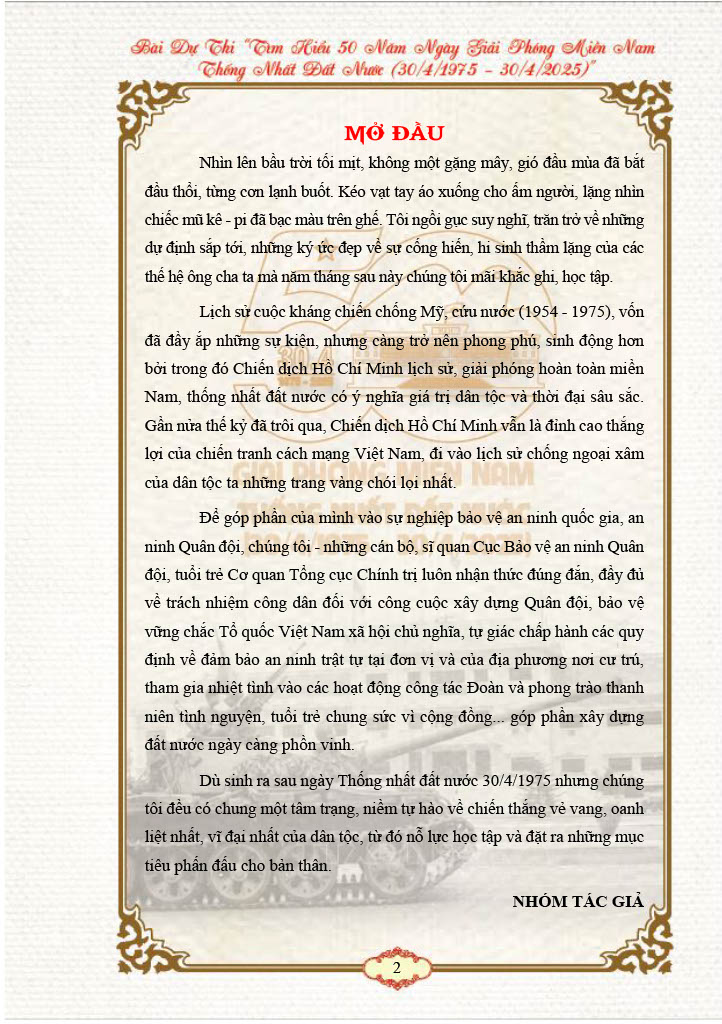 Bài Dự Thi “Tìm Hiểu 50 Năm Ngày Giải Phóng Miền Nam
Thống Nhất Đất Nước (30/4/1975 – 30/4/2025)”
MỞ ĐẦU
Nhìn lên bầu trời tối mịt, không một gặng mây, gió đầu mùa đã bắt
đầu thổi, từng cơn lạnh buốt. Kéo vạt tay áo xuống cho ấm người, lặng nhìn
chiếc mũ kê - pi đã bạc màu trên ghế. Tôi ngồi gục suy nghĩ, trăn trở về những
dự định sắp tới, những ký ức đẹp về sự cống hiến, hi sinh thầm lặng của các
thế hệ ông cha ta mà năm tháng sau này chúng tôi mãi khắc ghi, học tập.
Lịch sử cuộc kháng chiến chống Mỹ, cứu nước (1954 - 1975), vốn
đã đầy ắp những sự kiện, nhưng càng trở nên phong phú, sinh động hơn
bởi trong đó Chiến dịch Hồ Chí Minh lịch sử, giải phóng hoàn toàn miền
Nam, thống nhất đất nước có ý nghĩa giá trị dân tộc và thời đại sâu sắc.
Gần nửa thế kỷ đã trôi qua, Chiến dịch Hồ Chí Minh vẫn là đỉnh cao thắng
lợi của chiến tranh cách mạng Việt Nam, đi vào lịch sử chống ngoại xâm
của dân tộc ta những trang vàng chói lọi nhất.
Để góp phần của mình vào sự nghiệp bảo vệ an ninh quốc gia, an
ninh Quân đội, chúng tôi - những cán bộ, sĩ quan Cục Bảo vệ an ninh Quân
đội, tuổi trẻ Cơ quan Tổng cục Chính trị luôn nhận thức đúng đắn, đầy đủ
về trách nhiệm công dân đối với công cuộc xây dựng Quân đội, bảo vệ
vững chắc Tổ quốc Việt Nam xã hội chủ nghĩa, tự giác chấp hành các quy
định về đảm bảo an ninh trật tự tại đơn vị và của địa phương nơi cư trú,
tham gia nhiệt tình vào các hoạt động công tác Đoàn và phong trào thanh
niên tình nguyện, tuổi trẻ chung sức vì cộng đồng... góp phần xây dựng
đất nước ngày càng phồn vinh.
Dù sinh ra sau ngày Thống nhất đất nước 30/4/1975 nhưng chúng
tôi đều có chung một tâm trạng, niềm tự hào về chiến thắng vẻ vang, oanh
liệt nhất, vĩ đại nhất của dân tộc, từ đó nỗ lực học tập và đặt ra những mục
tiêu phấn đấu cho bản thân.
NHÓM TÁC GIẢ
50
30.4
GIẢI PHÓNG MIỀN NAM
THỐNG NHẤT ĐẤT NƯỚC
(30/4/1975 - 30/4/2025)
2